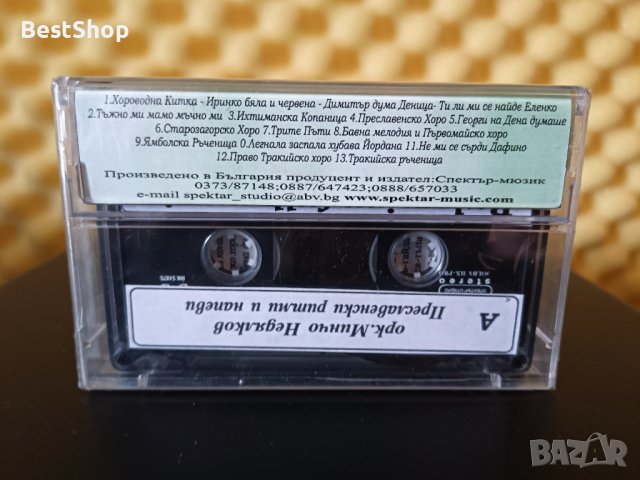 BestShop
1.Хороводна Китка - Иринко бяла и червена - Димитър дума Деница- Ти ли ми се найде Еленко
2.Тъжно ми мамо мъчно ми 3.Ихтиманска Копаница 4.Преславенско Хоро 5.Георги на Дена думаше
6.Старозагорско Хоро 7.Трите Пъти 8.Бавна мелодия и Първомайско хоро
9.Ямболска Ръченица 0.Легнала заспала хубава Йордана 11.Не ми се сърди Дафино
12.Право Тракийско хоро 13.Тракийска ръченица
Произведено в България продуцент и издател:Спектър-мюзик
0373/87148;0887/647423;0888/657033
e-mail spektar_studio@abv.bg www.spektar-music.com
stereo
A
орк.Минчо Недялков
Преславенски ритми и напеви
BAZAR